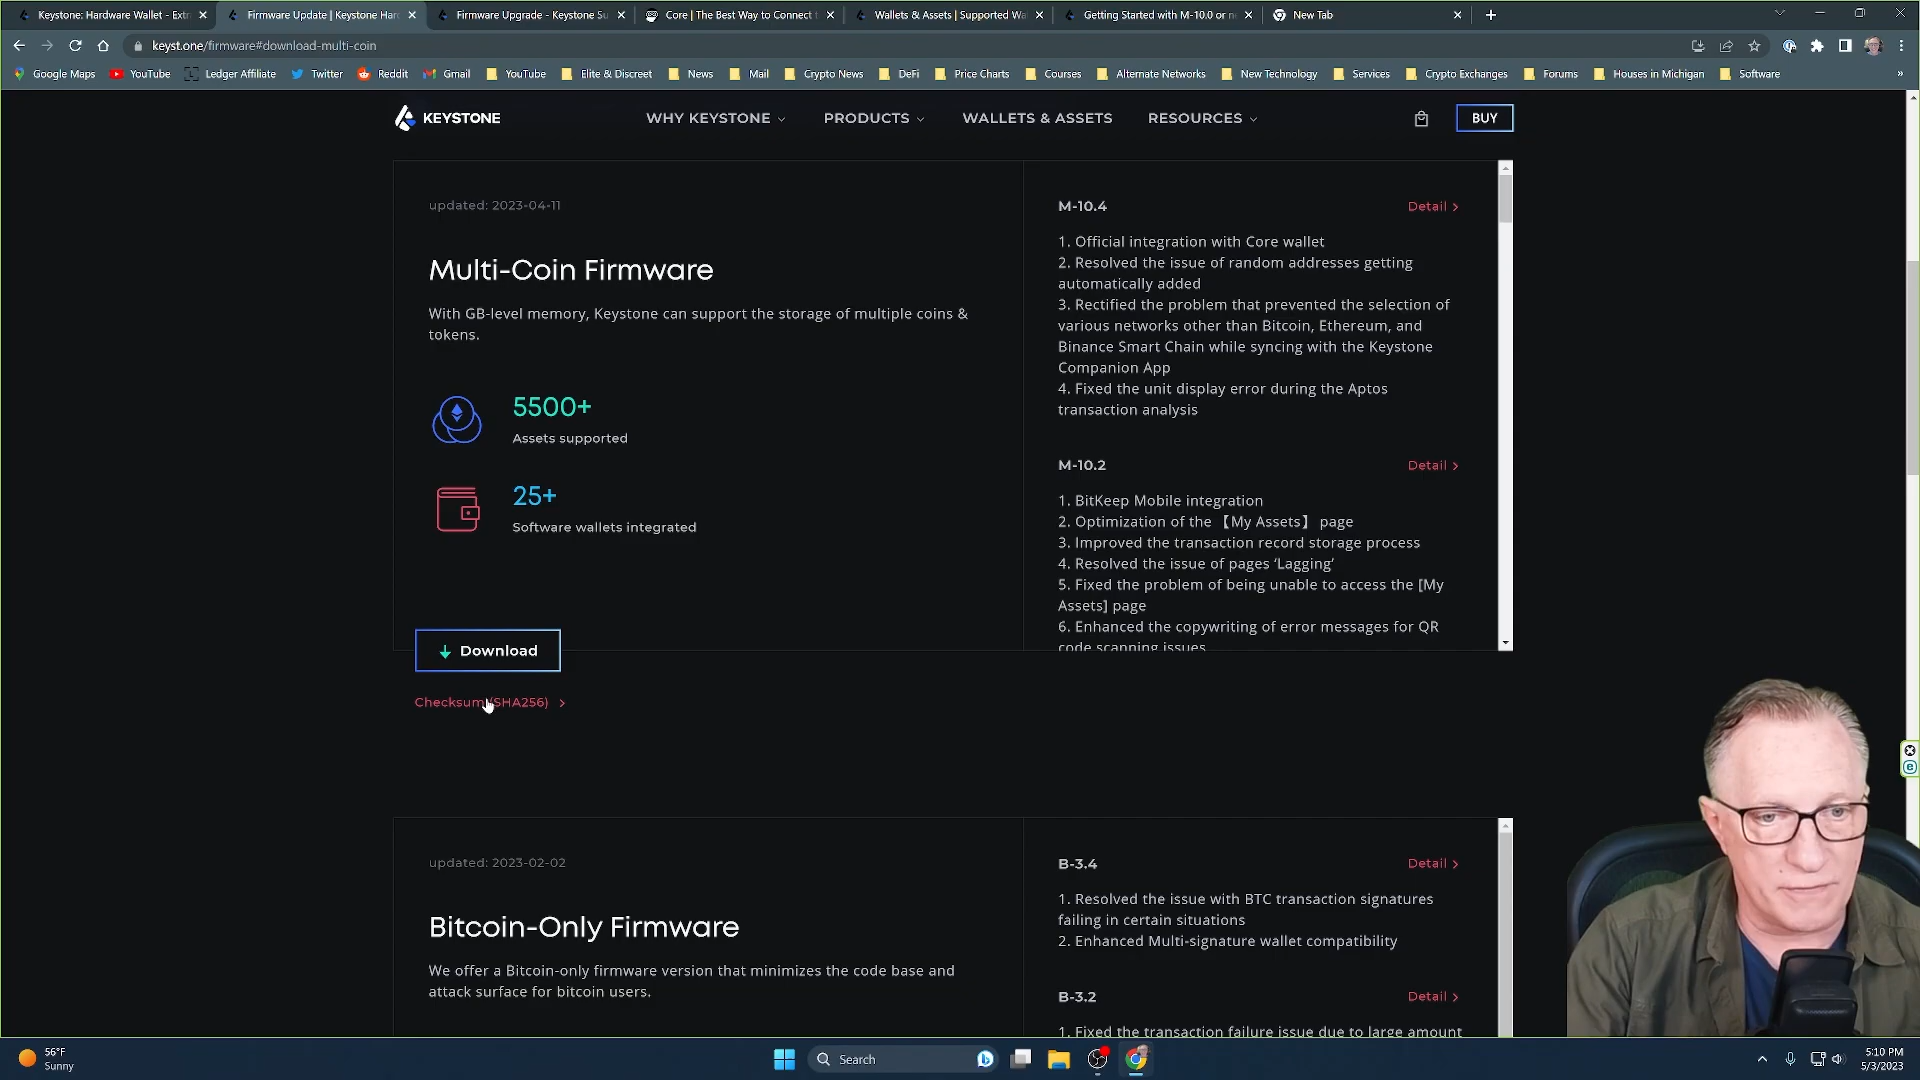 Keystone: Hardware Wallet - Extr
Firmware Update | Keystone Har
Firmware Upgrade - Keystone Su
Core | The Best Way to Connect t
Wallets & Assets | Supported Wa
Getting Started with M-10.0 or n
New Tab
keyst.one/firmware#download-multi-coin
Google Maps
YouTube
Ledger Affiliate
Twitter
Reddit
Gmail
YouTube
Elite & Discreet
News
Mail
Crypto News
DeFi
Price Charts
Courses
Alternate Networks
New Technology
Services
Crypto Exchanges
Forums
Houses in Michigan
Software
KEYSTONE
WHY KEYSTONE
PRODUCTS
WALLETS & ASSETS
RESOURCES
BUY
updated: 2023-04-11
Multi-Coin Firmware
With GB-level memory, Keystone can support the storage of multiple coins &
tokens.
5500+
Assets supported
25+
Software wallets integrated
Download
Checksum (SHA256)
M-10.4
Detail
1. Official integration with Core wallet
2. Resolved the issue of random addresses getting
automatically added
3. Rectified the problem that prevented the selection of
various networks other than Bitcoin, Ethereum, and
Binance Smart Chain while syncing with the Keystone
Companion App
4. Fixed the unit display error during the Aptos
transaction analysis
M-10.2
Detail
1. BitKeep Mobile integration
2. Optimization of the 【My Assets】 page
3. Improved the transaction record storage process
4. Resolved the issue of pages ‘Lagging’
5. Fixed the problem of being unable to access the [My
Assets] page
6. Enhanced the copywriting of error messages for QR
code scanning issues
updated: 2023-02-02
Bitcoin-Only Firmware
We offer a Bitcoin-only firmware version that minimizes the code base and
attack surface for bitcoin users.
B-3.4
Detail
1. Resolved the issue with BTC transaction signatures
failing in certain situations
2. Enhanced Multi-signature wallet compatibility
B-3.2
Detail
1. Fixed the transaction failure issue due to large amount
56°F
Sunny
Search
5:10 PM
5/3/2023